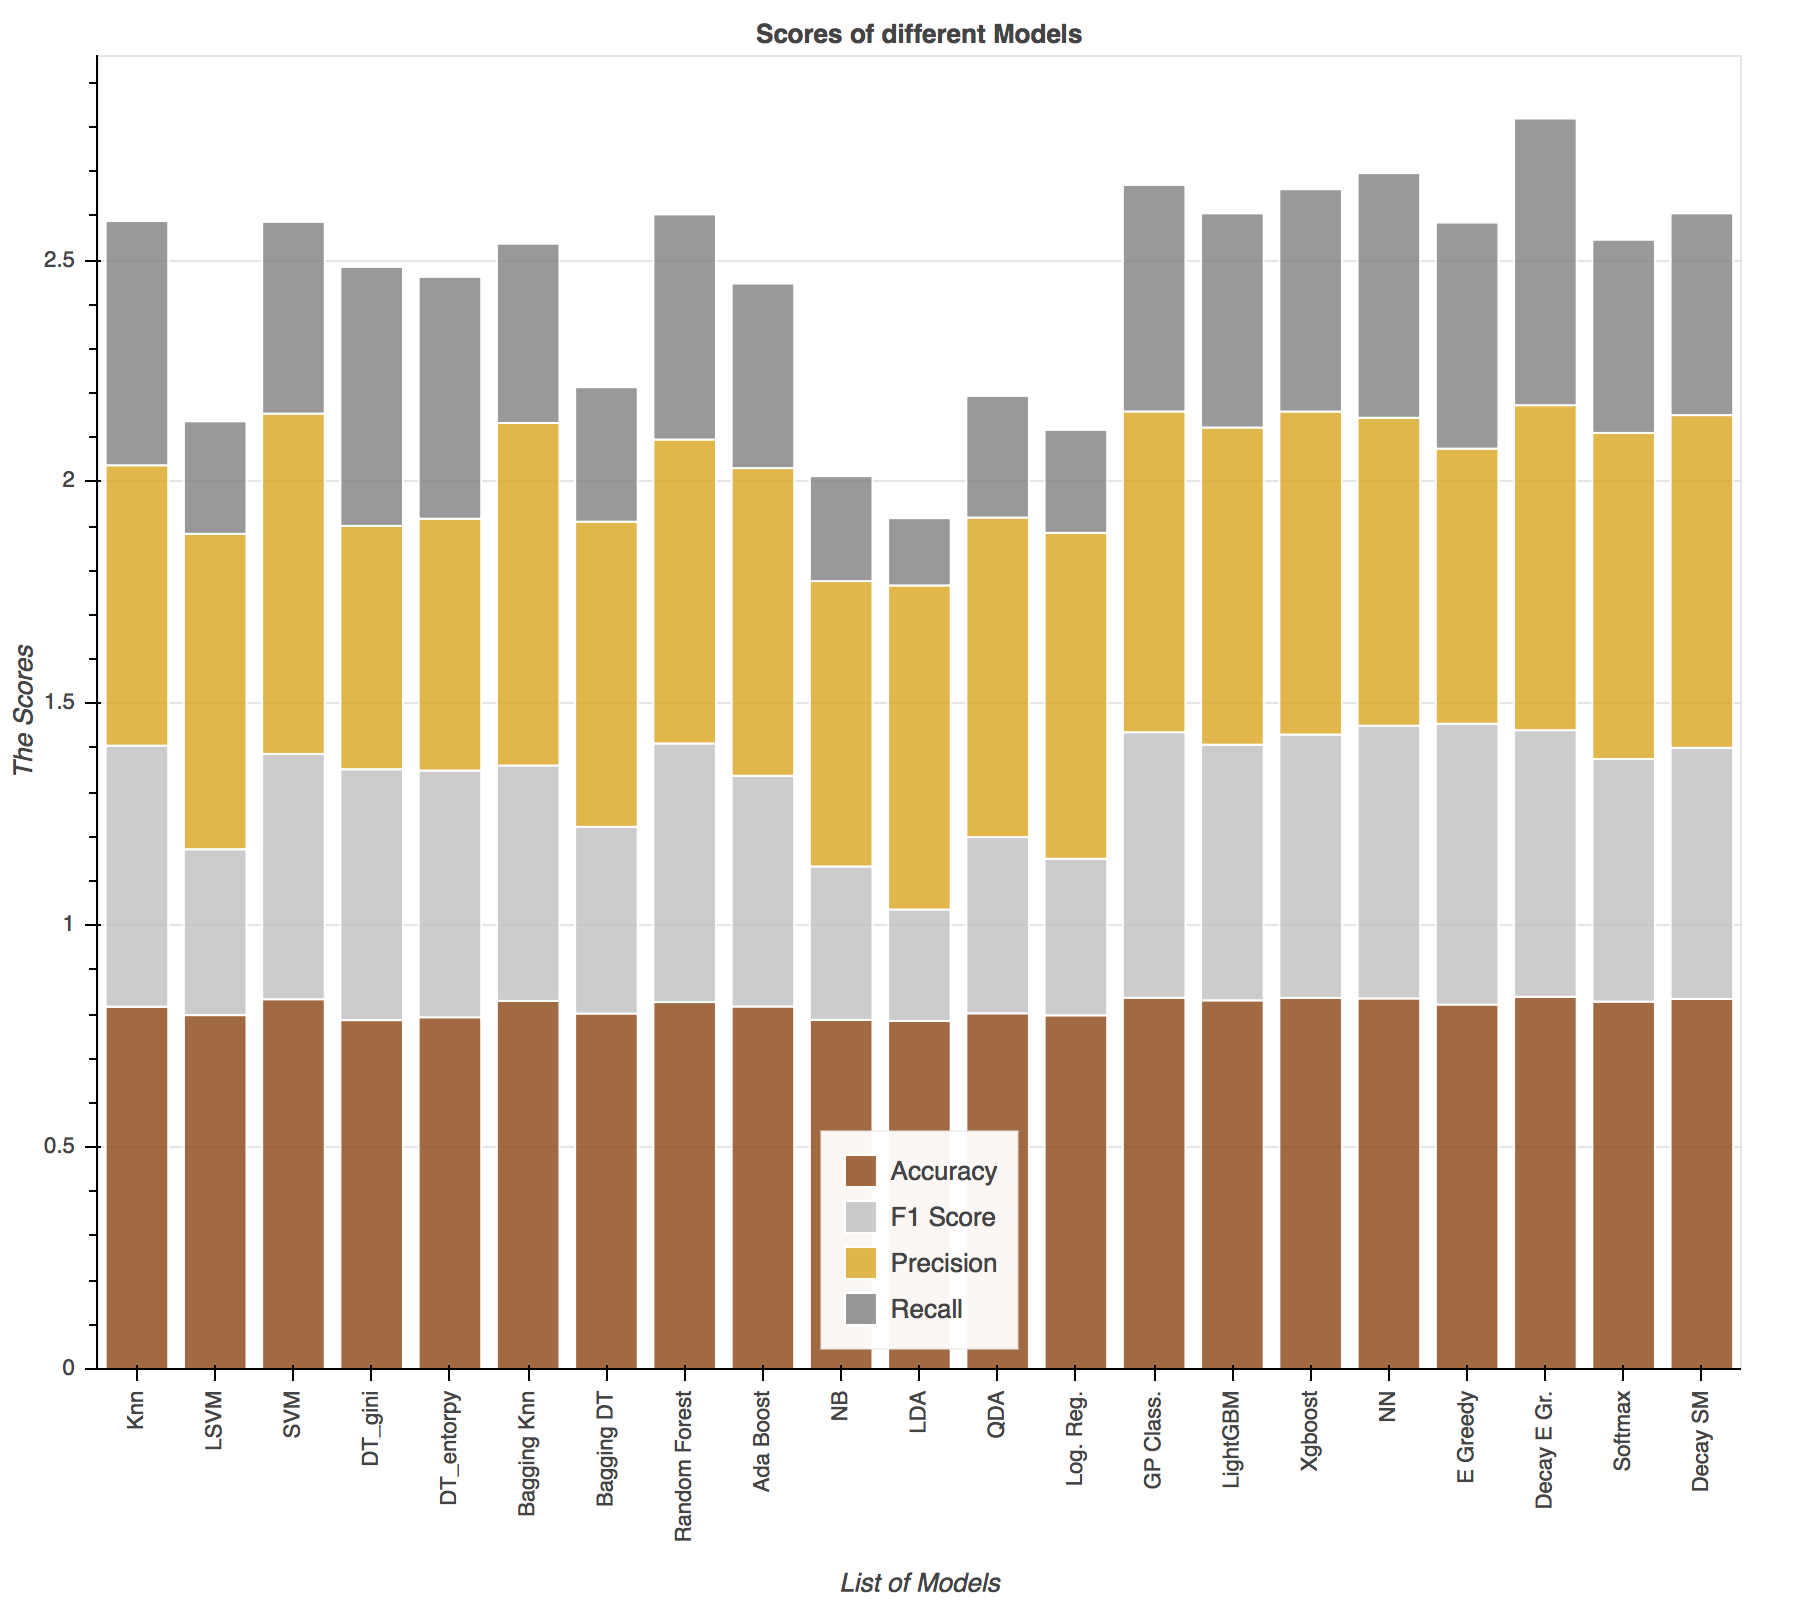 Scores of different Models
The Scores
2.5
2
1.5
1
0.5
0
Accuracy
F1 Score
Precision
Recall
Knn
LSVM
SVM
DT_gini
DT_entorpy
Bagging Knn
Bagging DT
Random Forest
Ada Boost
NB
LDA
QDA
Log. Reg.
GP Class.
LightGBM
Xgboost
NN
E Greedy
Decay E Gr.
Softmax
Decay SM
List of Models